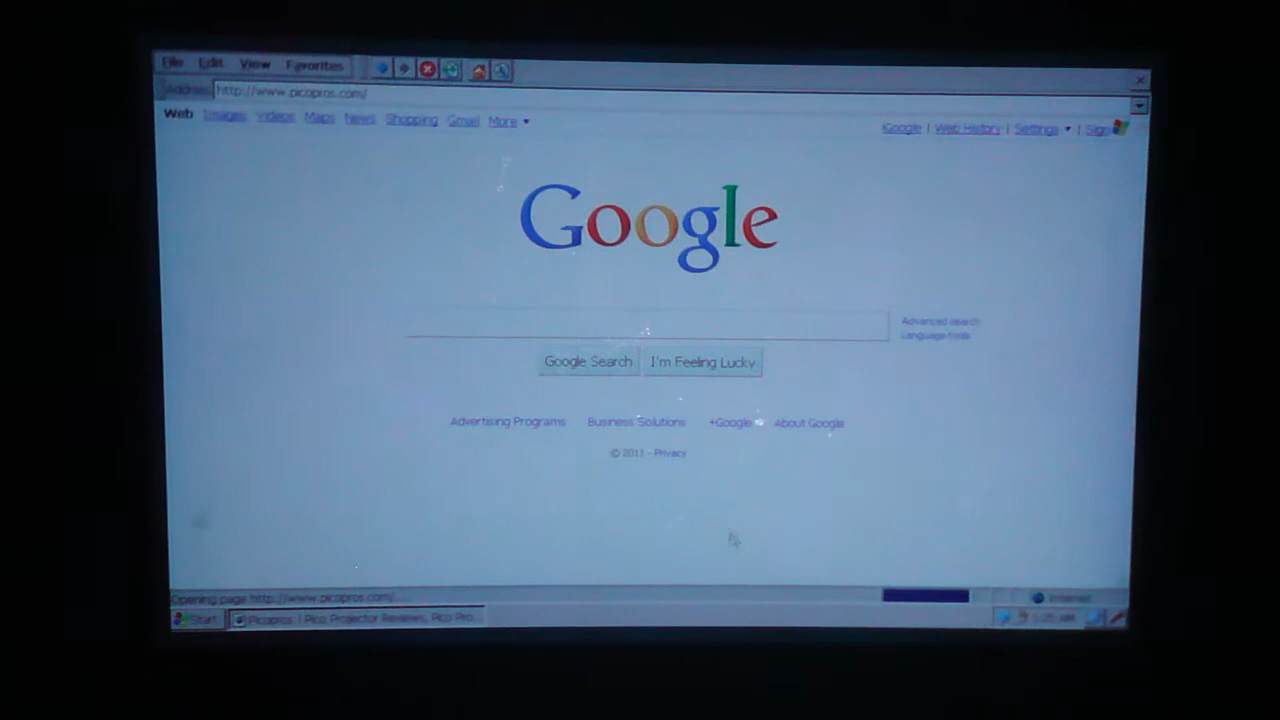 File Edit View Favorites
Address http://www.picopros.com/
Web Images Videos Maps News Shopping Gmail More
iGoogle | Web History | Settings | Sign
Google
Advanced search
Language tools
Google Search I'm Feeling Lucky
Advertising Programs Business Solutions +Google About Google
© 2011 - Privacy
Opening page http://www.picopros.com/...
Internet
Start Picopros | Pico Projector Reviews, Pico Pro...